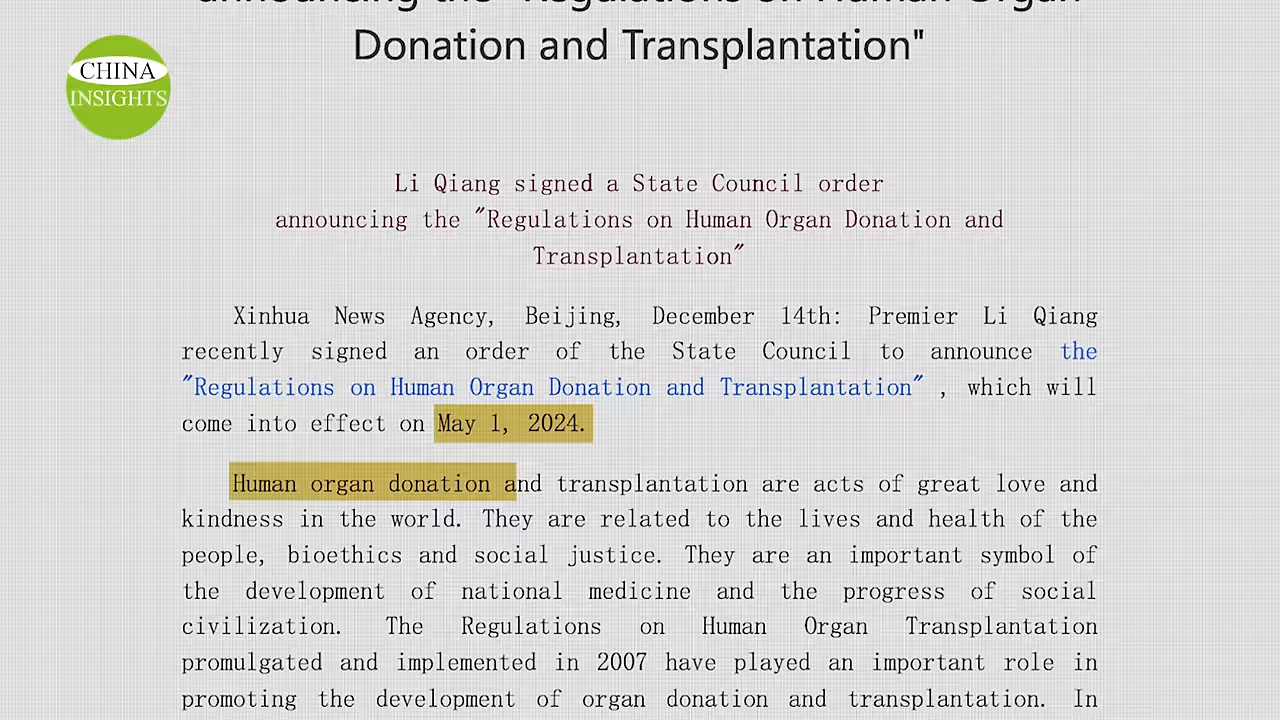 announcing the "Regulations on Human Organ
Donation and Transplantation"
CHINA
INSIGHTS
Li Qiang signed a State Council order
announcing the "Regulations on Human Organ Donation and
Transplantation"
Xinhua News Agency, Beijing, December 14th: Premier Li Qiang
recently signed an order of the State Council to announce the
"Regulations on Human Organ Donation and Transplantation" , which will
come into effect on May 1, 2024.
Human organ donation and transplantation are acts of great love and
kindness in the world. They are related to the lives and health of the
people, bioethics and social justice. They are an important symbol of
the development of national medicine and the progress of social
civilization. The Regulations on Human Organ Transplantation
promulgated and implemented in 2007 have played an important role in
promoting the development of organ donation and transplantation. In